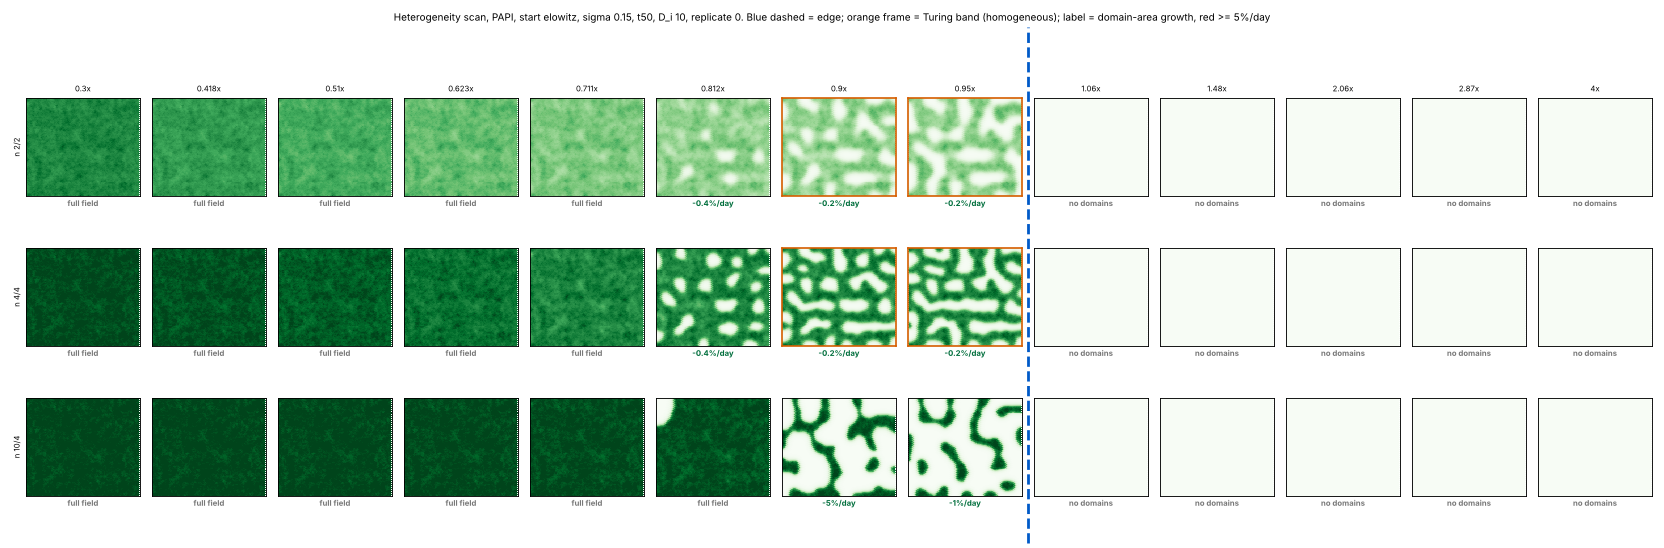 Heterogeneity scan, PAPI, start elowitz, sigma 0.15, t50, D_i 10, replicate 0. Blue dashed = edge; orange frame = Turing band (homogeneous); label = domain-area growth, red >= 5%/day
0.3x 0.418x 0.51x 0.623x 0.711x 0.812x 0.9x 0.95x 1.06x 1.48x 2.06x 2.87x 4x
n 2/2
full field full field full field full field full field -0.4%/day -0.2%/day -0.2%/day no domains no domains no domains no domains no domains
n 4/4
full field full field full field full field full field -0.4%/day -0.2%/day -0.2%/day no domains no domains no domains no domains no domains
n 10/4
full field full field full field full field full field full field -5%/day -1%/day no domains no domains no domains no domains no domains